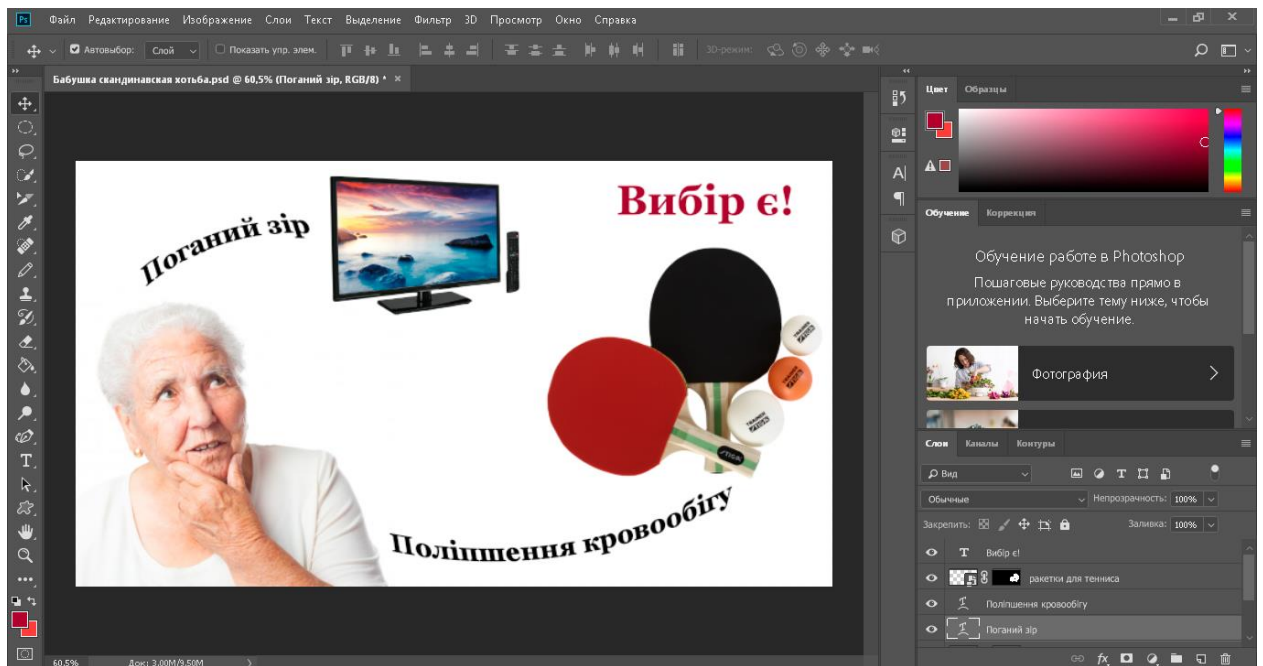 Ps Файл Редактирование Изображение Слои Текст Выделение Фильтр 3D Просмотр Окно Справка
Автовыбор: Слой Показать упр. элем. 3D-режим:
Бабушка скандинавская хотьба.psd @ 60,5% (Поганий зір, RGB/8) * ×
Цвет Образцы
Вибір є!
Поганий зір
Обучение Коррекция
Обучение работе в Photoshop
Пошаговые руководства прямо в
приложении. Выберите тему ниже, чтобы
начать обучение.
Фотография
STIGA
Поліпшення кровообігу
Слои Каналы Контуры
Вид
Обычные Непрозрачность: 100%
Закрепить: Заливка: 100%
Вибір є!
ракетки для тенниса
Поліпшення кровообігу
Поганий зір
60,5% Док: 3,00M/9,50M